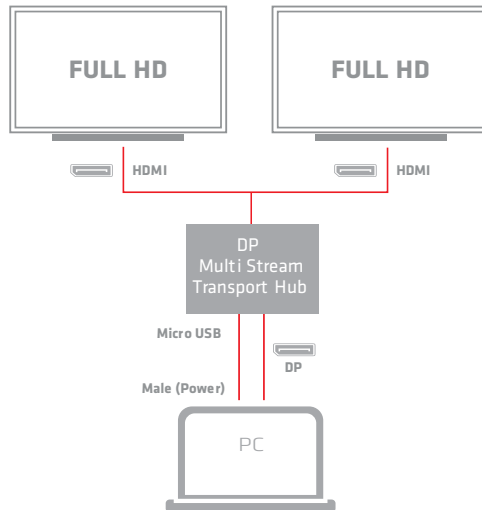 FULL HD
FULL HD
HDMI
HDMI
DP
Multi Stream
Transport Hub
Micro USB
DP
Male (Power)
PC